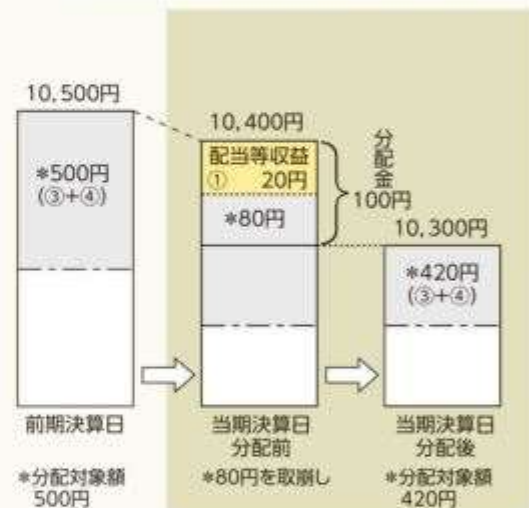 10,500円
*500円
(③+④)
前期決算日
*分配対象額
500円
10,400円
配当等収益
① 20円
*80円
分配金
100円
当期決算日
分配前
*80円を取崩し
10,300円
*420円
(③+④)
当期決算日
分配後
*分配対象額
420円